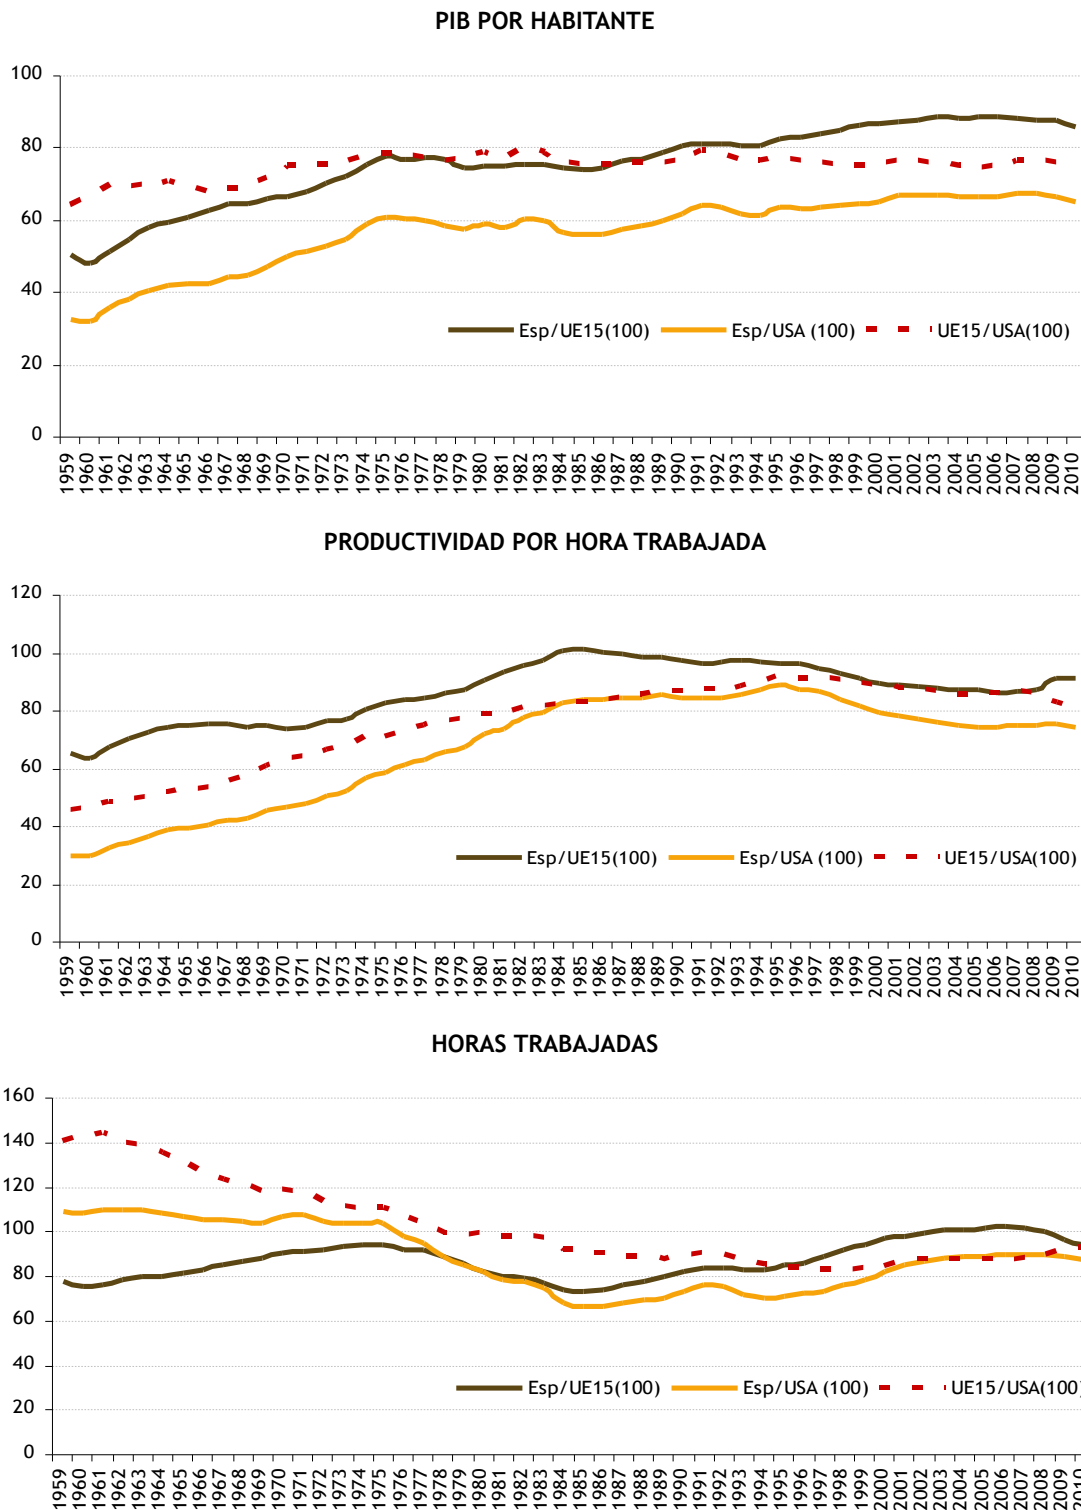 PIB POR HABITANTE
100
80
60
40
20
0
Esp/UE15(100) Esp/USA (100) UE15/USA(100)
1959 1960 1961 1962 1963 1964 1965 1966 1967 1968 1969 1970 1971 1972 1973 1974 1975 1976 1977 1978 1979 1980 1981 1982 1983 1984 1985 1986 1987 1988 1989 1990 1991 1992 1993 1994 1995 1996 1997 1998 1999 2000 2001 2002 2003 2004 2005 2006 2007 2008 2009 2010
PRODUCTIVIDAD POR HORA TRABAJADA
120
100
80
60
40
20
0
Esp/UE15(100) Esp/USA (100) UE15/USA(100)
1959 1960 1961 1962 1963 1964 1965 1966 1967 1968 1969 1970 1971 1972 1973 1974 1975 1976 1977 1978 1979 1980 1981 1982 1983 1984 1985 1986 1987 1988 1989 1990 1991 1992 1993 1994 1995 1996 1997 1998 1999 2000 2001 2002 2003 2004 2005 2006 2007 2008 2009 2010
HORAS TRABAJADAS
160
140
120
100
80
60
40
20
0
Esp/UE15(100) Esp/USA (100) UE15/USA(100)
1959 1960 1961 1962 1963 1964 1965 1966 1967 1968 1969 1970 1971 1972 1973 1974 1975 1976 1977 1978 1979 1980 1981 1982 1983 1984 1985 1986 1987 1988 1989 1990 1991 1992 1993 1994 1995 1996 1997 1998 1999 2000 2001 2002 2003 2004 2005 2006 2007 2008 2009 2010